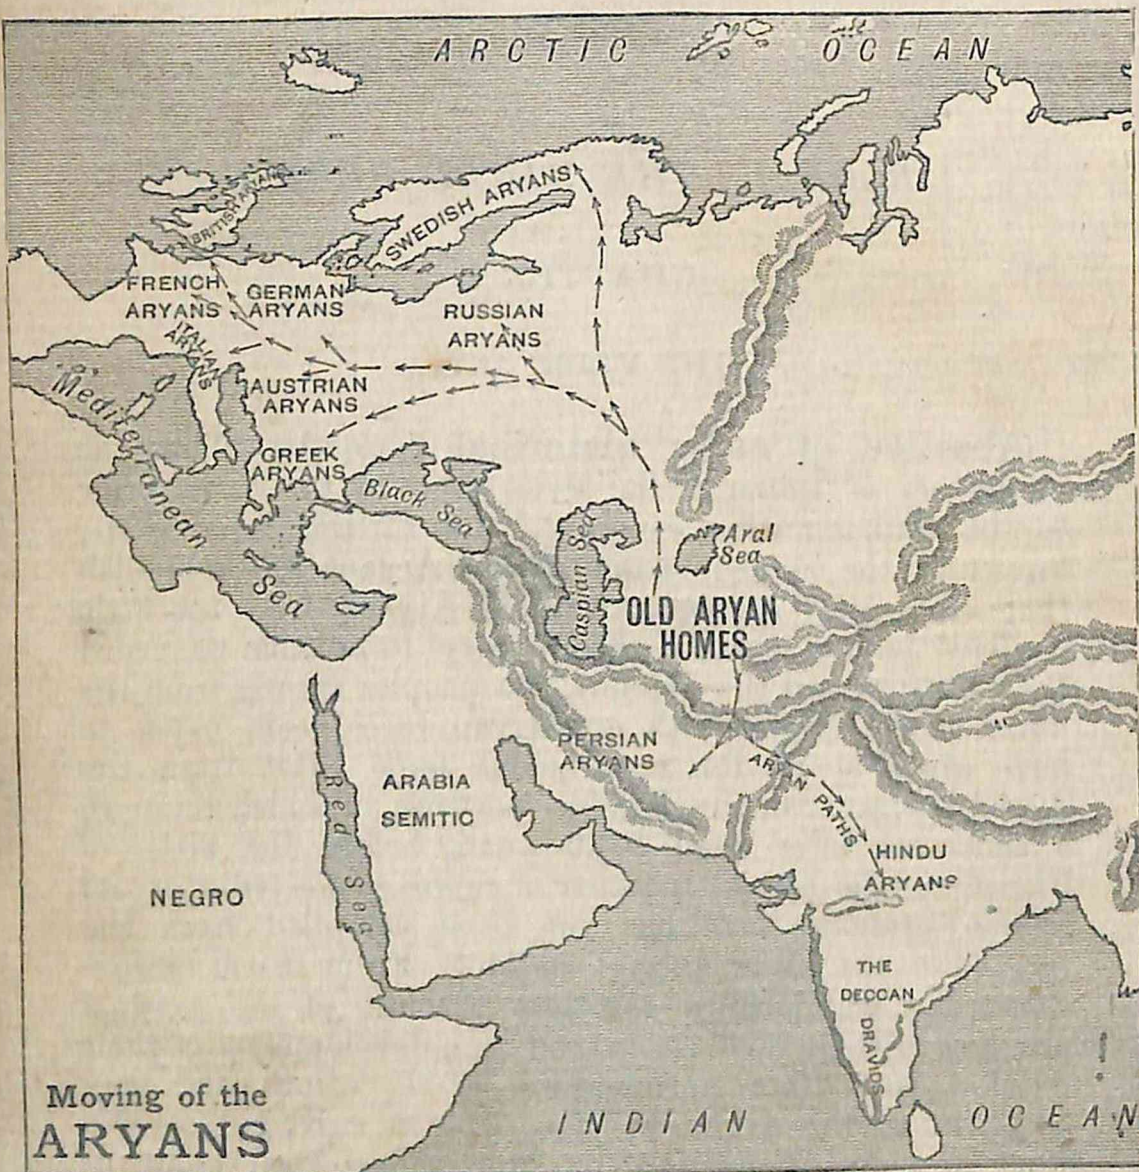 ARCTIC OCEAN
BRITISH ARYANS
SWEDISH ARYANS
FRENCH
ARYANS
GERMAN
ARYANS
RUSSIAN
ARYANS
ITALIAN
ARYANS
AUSTRIAN
ARYANS
Mediterranean Sea
GREEK
ARYANS
Black Sea
Caspian Sea
Aral
Sea
OLD ARYAN
HOMES
PERSIAN
ARYANS
ARYAN PATHS
ARABIA
SEMITIC
Red Sea
HINDU
ARYANS
NEGRO
THE
DECCAN
DRAVIDS
Moving of the
ARYANS
INDIAN OCEAN